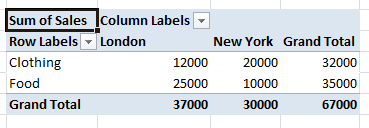 Sum of Sales Column Labels
Row Labels London New York Grand Total
Clothing 12000 20000 32000
Food 25000 10000 35000
Grand Total 37000 30000 67000